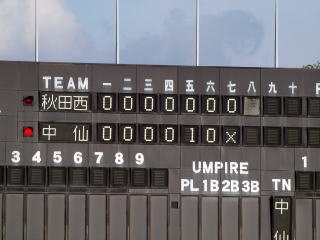 TEAM 一 二 三 四 五 六 七 八 九 十 R
秋田西 0 0 0 0 0 0 0
中仙 0 0 0 0 1 0 x
3 4 5 6 7 8 9 1
UMPIRE
PL 1B 2B 3B TN
中仙